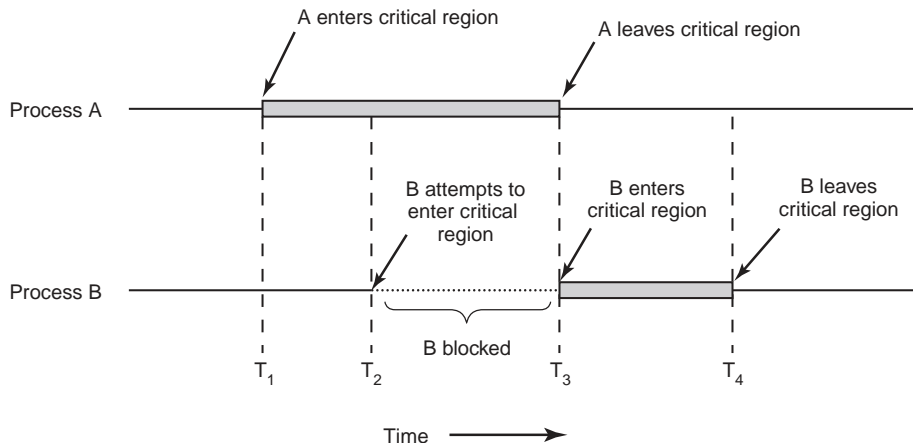 A enters critical region
A leaves critical region
Process A
B attempts to
enter critical
region
B enters
critical region
B leaves
critical region
Process B
B blocked
T1
T2
T3
T4
Time